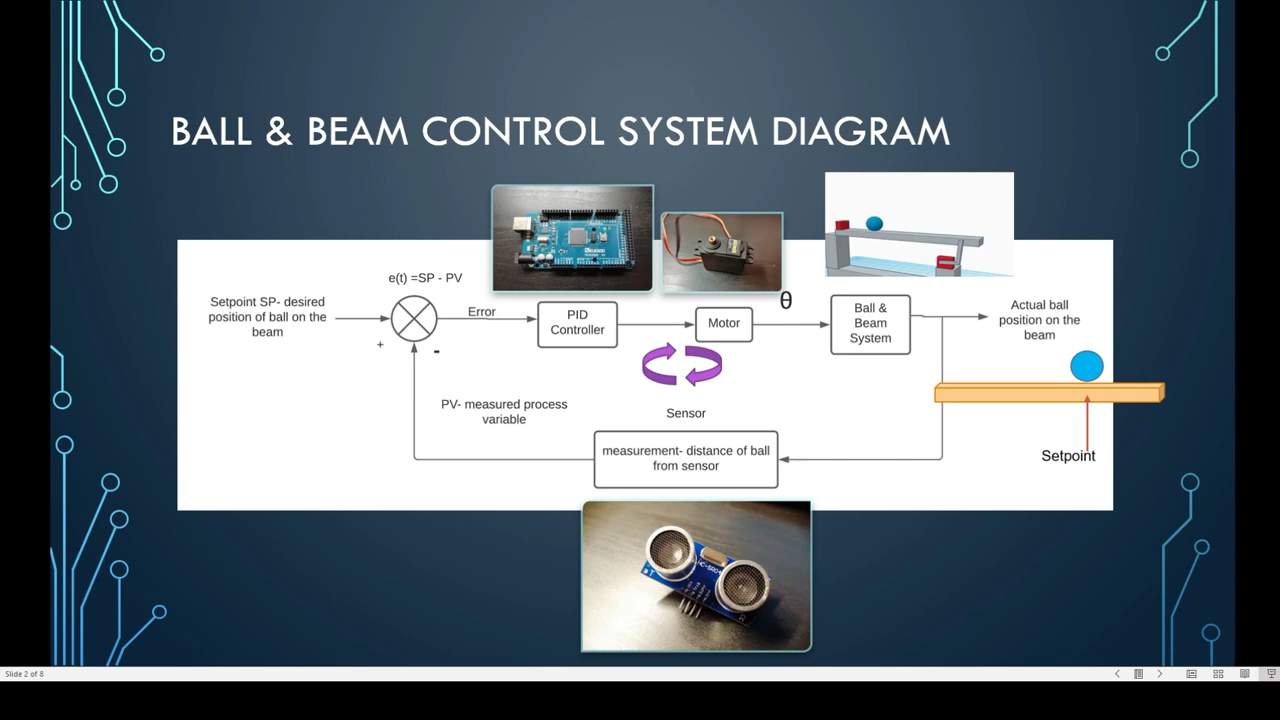 BALL & BEAM CONTROL SYSTEM DIAGRAM
e(t) =SP - PV
Setpoint SP- desired
position of ball on the
beam
+
-
Error
PID
Controller
Motor
θ
Ball &
Beam
System
Actual ball
position on the
beam
PV- measured process
variable
Sensor
measurement- distance of ball
from sensor
Setpoint
HC-SR04
T
Slide 2 of 8